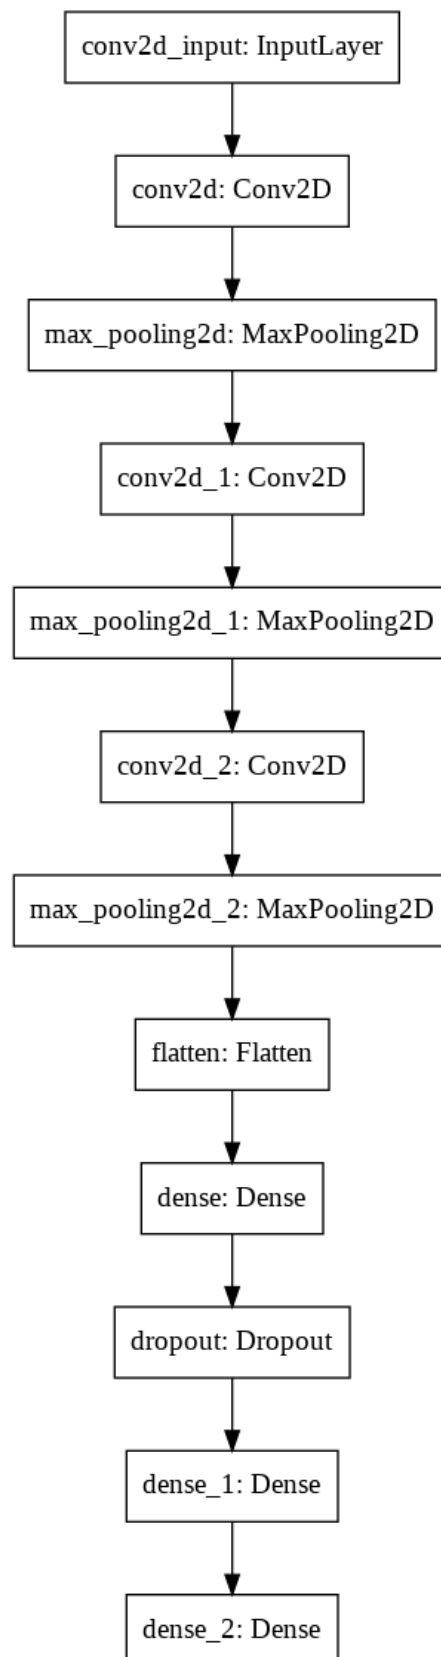 conv2d_input: InputLayer
conv2d: Conv2D
max_pooling2d: MaxPooling2D
conv2d_1: Conv2D
max_pooling2d_1: MaxPooling2D
conv2d_2: Conv2D
max_pooling2d_2: MaxPooling2D
flatten: Flatten
dense: Dense
dropout: Dropout
dense_1: Dense
dense_2: Dense